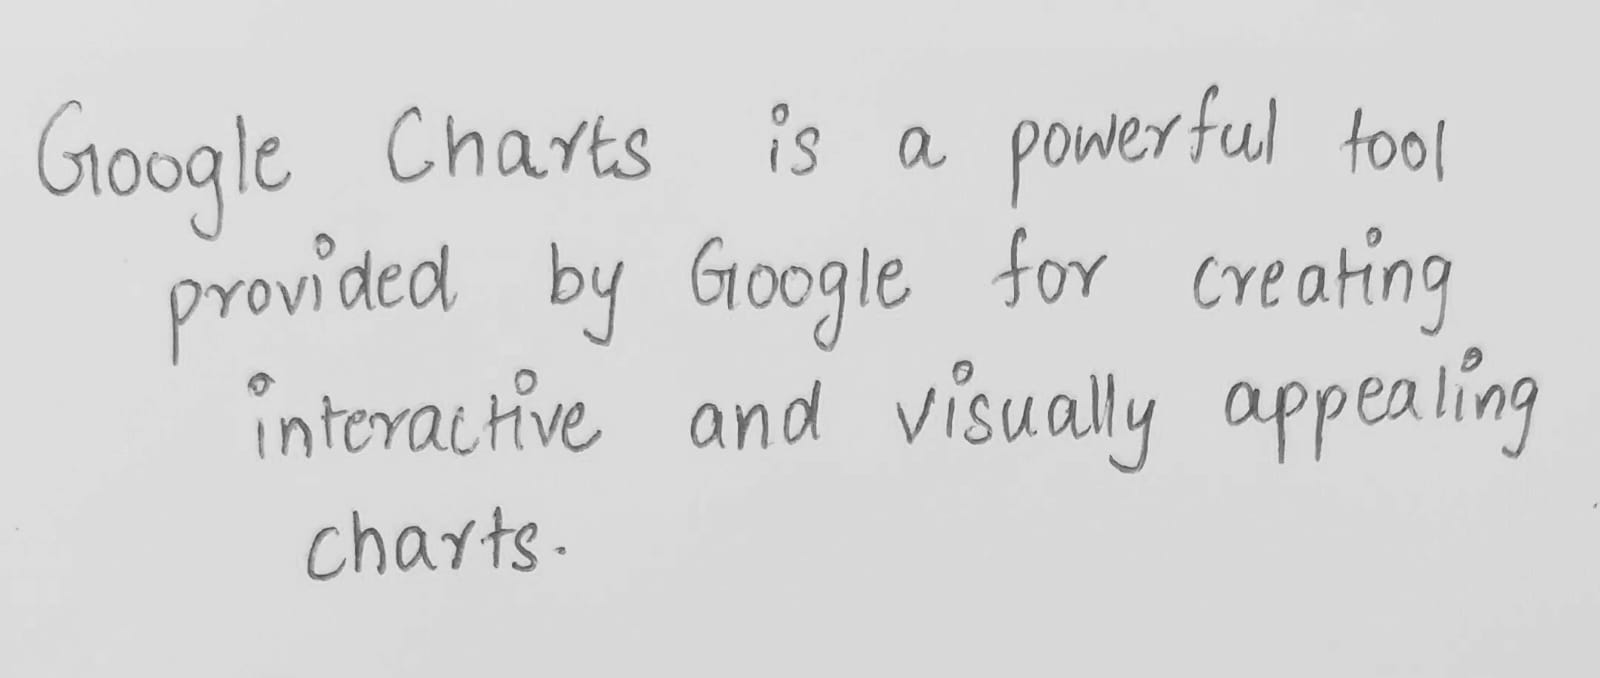 Google Charts is a powerful tool
provided by Google for creating
interactive and visually appealing
charts.